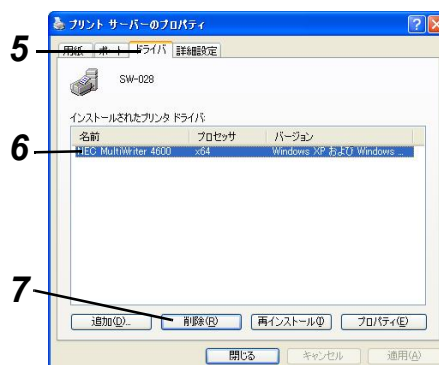 プリント サーバーのプロパティ
5
用紙 ポート ドライバ 詳細設定
SW-028
インストールされたプリンタ ドライバ:
名前 プロセッサ バージョン
6
NEC MultiWriter 4600 x64 Windows XP および Windows ...
7
追加(D)... 削除(R) 再インストール(I) プロパティ(E)
閉じる キャンセル 適用(A)